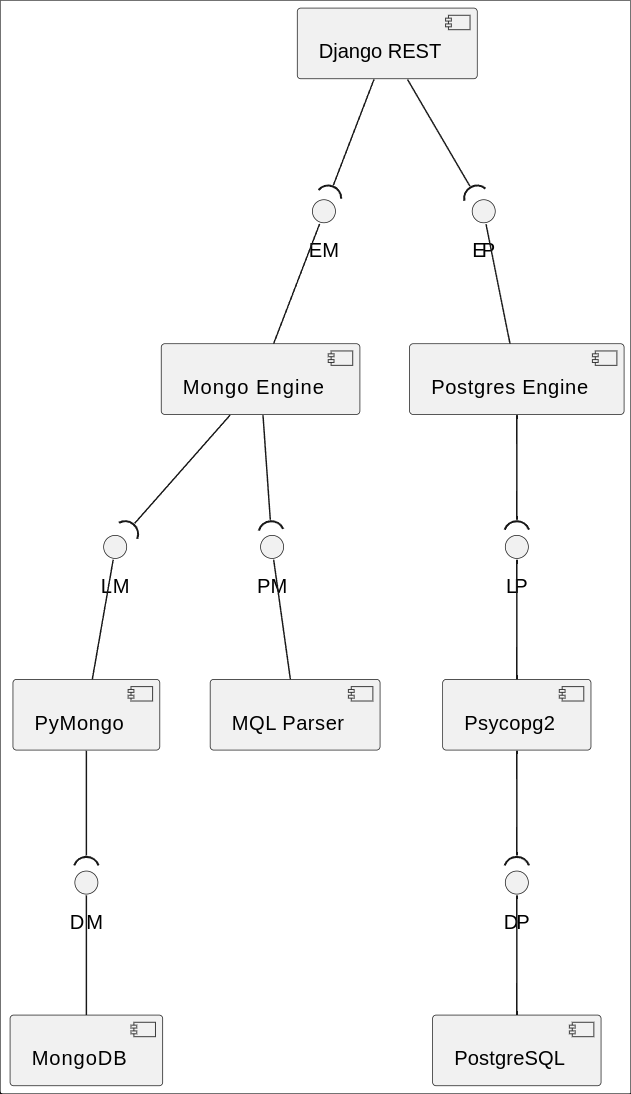 Django REST
EM
EP
Mongo Engine
Postgres Engine
LM
PM
LP
PyMongo
MQL Parser
Psycopg2
DM
DP
MongoDB
PostgreSQL